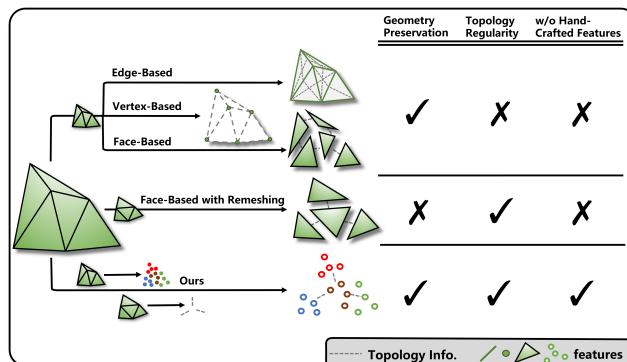 Geometry Preservation
Topology Regularity
w/o Hand-Crafted Features
Edge-Based
Vertex-Based
Face-Based
Face-Based with Remeshing
Ours
Topology Info.
features